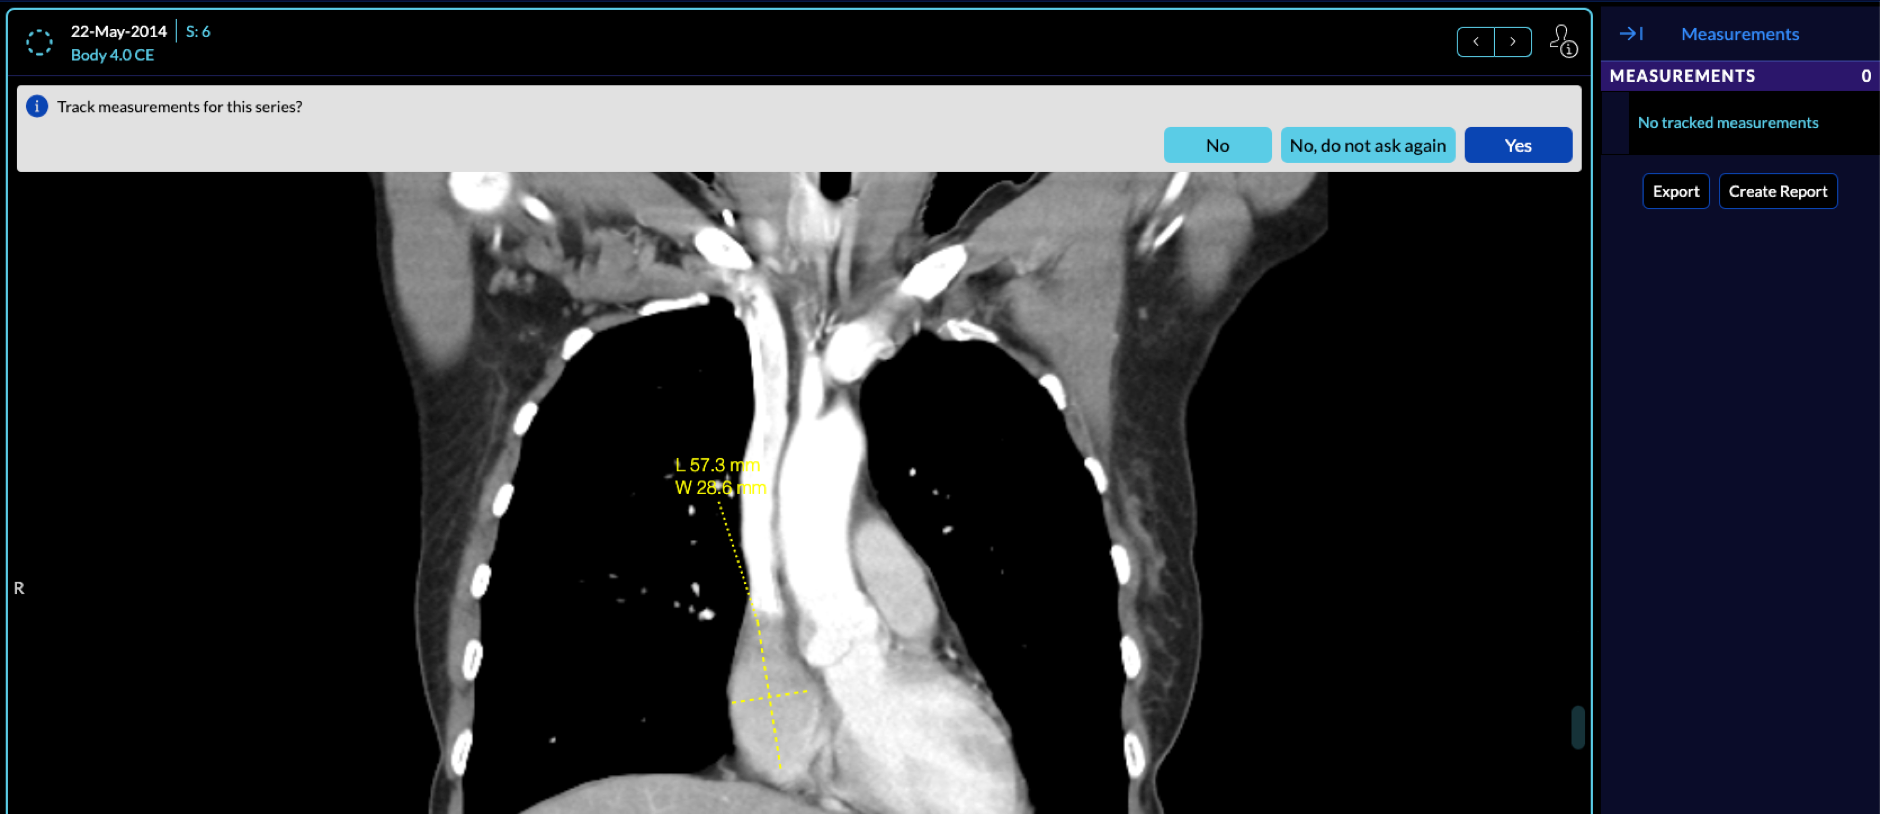 22-May-2014 S: 6
Body 4.0 CE
Track measurements for this series?
No
No, do not ask again
Yes
L 57.3 mm
W 28.6 mm
R
Measurements
MEASUREMENTS 0
No tracked measurements
Export
Create Report